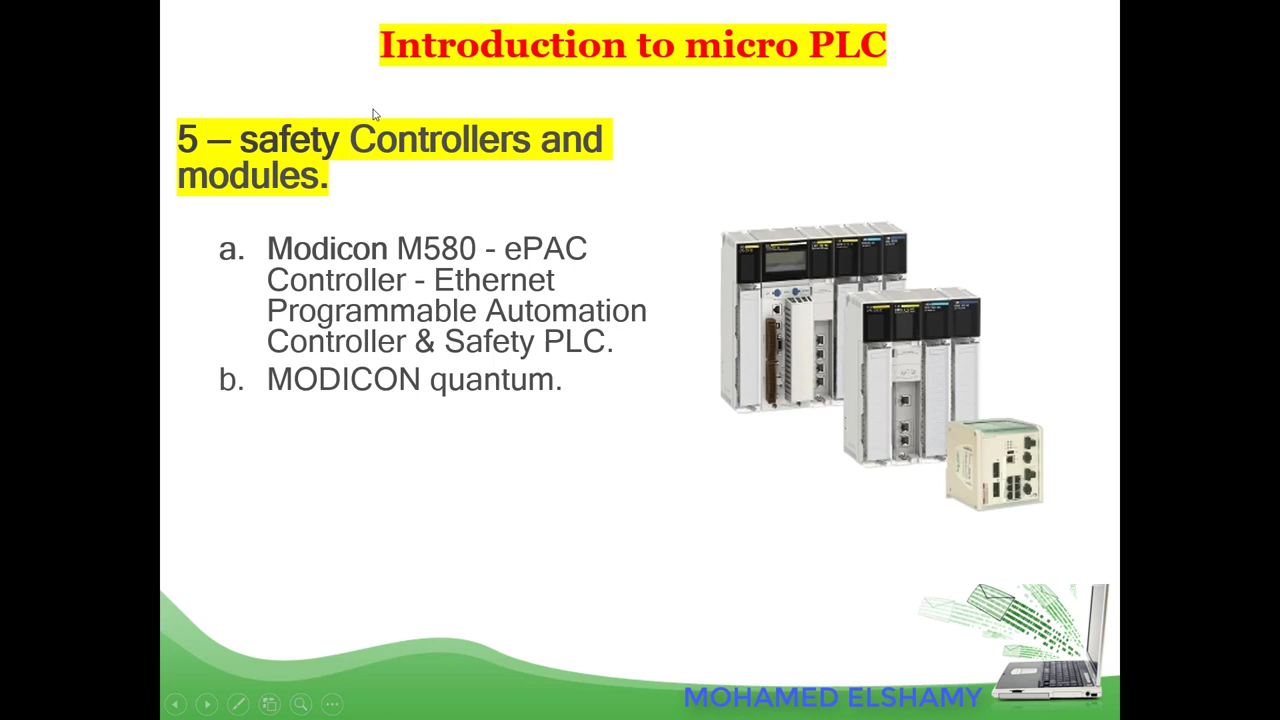 Introduction to micro PLC
5 – safety Controllers and
modules.
a. Modicon M580 - ePAC
Controller - Ethernet
Programmable Automation
Controller & Safety PLC.
b. MODICON quantum.
MOHAMED ELSHAMY